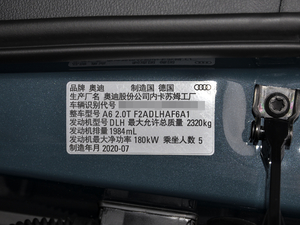 品牌 奥迪 制造国 德国
生产厂名 奥迪股份公司内卡苏姆工厂
车辆识别代号
整车型号 A6 2.0T F2ADLHAF6A1
发动机型号 DLH 最大允许总质量 2320kg
发动机排量 1984mL
发动机最大净功率 180kW 乘坐人数 5
制造年月 2020-07